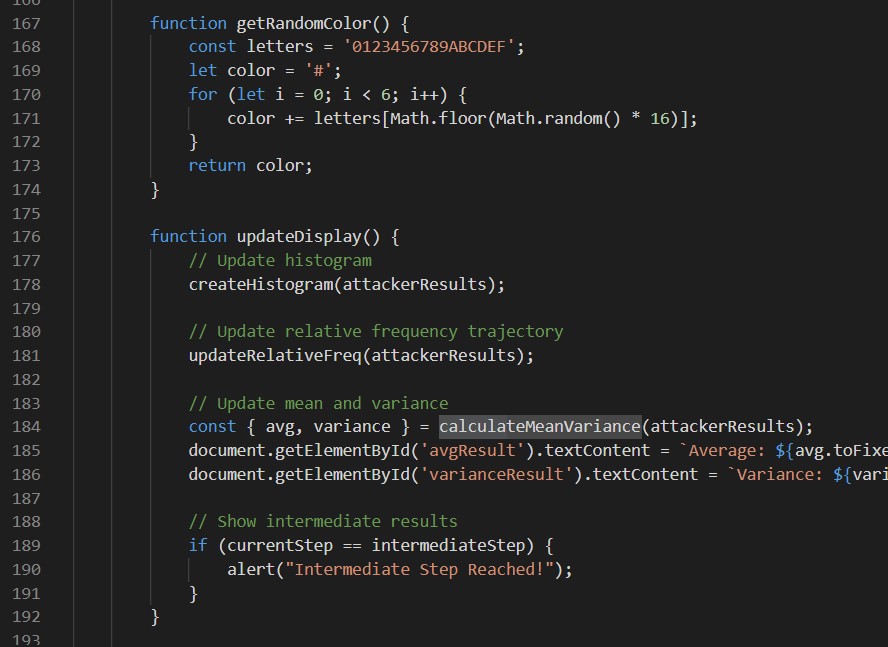 167 function getRandomColor() {
168 const letters = '0123456789ABCDEF';
169 let color = '#';
170 for (let i = 0; i < 6; i++) {
171 color += letters[Math.floor(Math.random() * 16)];
172 }
173 return color;
174 }
175
176 function updateDisplay() {
177 // Update histogram
178 createHistogram(attackerResults);
179
180 // Update relative frequency trajectory
181 updateRelativeFreq(attackerResults);
182
183 // Update mean and variance
184 const { avg, variance } = calculateMeanVariance(attackerResults);
185 document.getElementById('avgResult').textContent = `Average: ${avg.toFixe
186 document.getElementById('varianceResult').textContent = `Variance: ${vari
187
188 // Show intermediate results
189 if (currentStep == intermediateStep) {
190 alert("Intermediate Step Reached!");
191 }
192 }
193